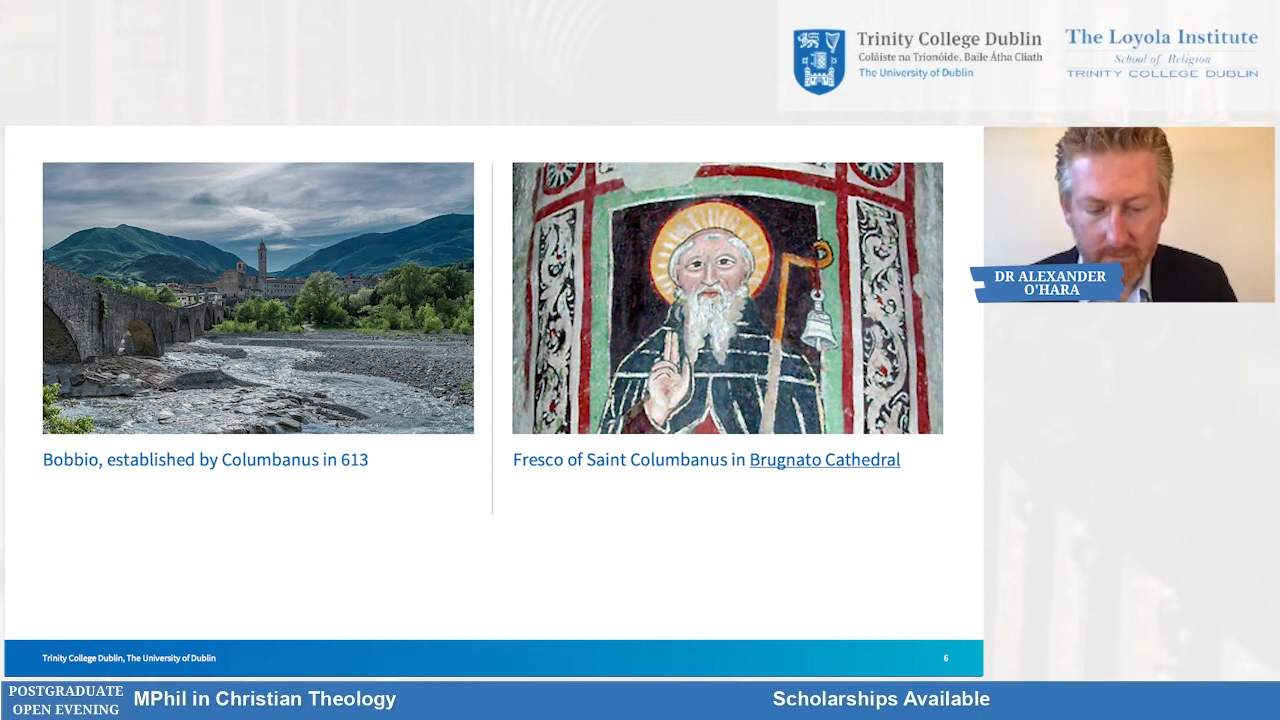 Trinity College Dublin
Coláiste na Tríonóide, Baile Átha Cliath
The University of Dublin
The Loyola Institute
School of Religion
TRINITY COLLEGE DUBLIN
DR ALEXANDER
O'HARA
Bobbio, established by Columbanus in 613
Fresco of Saint Columbanus in Brugnato Cathedral
Trinity College Dublin, The University of Dublin
6
POSTGRADUATE
OPEN EVENING
MPhil in Christian Theology
Scholarships Available